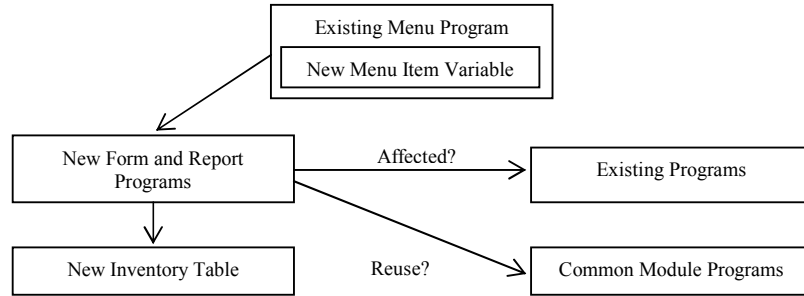 Existing Menu Program
New Menu Item Variable
New Form and Report
Programs
Affected?
Existing Programs
New Inventory Table
Reuse?
Common Module Programs